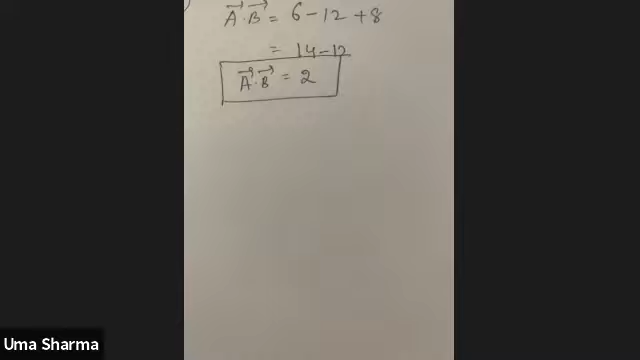 A⃗·B⃗ = 6 - 12 + 8
= 14 - 12
A⃗·B⃗ = 2
Uma Sharma